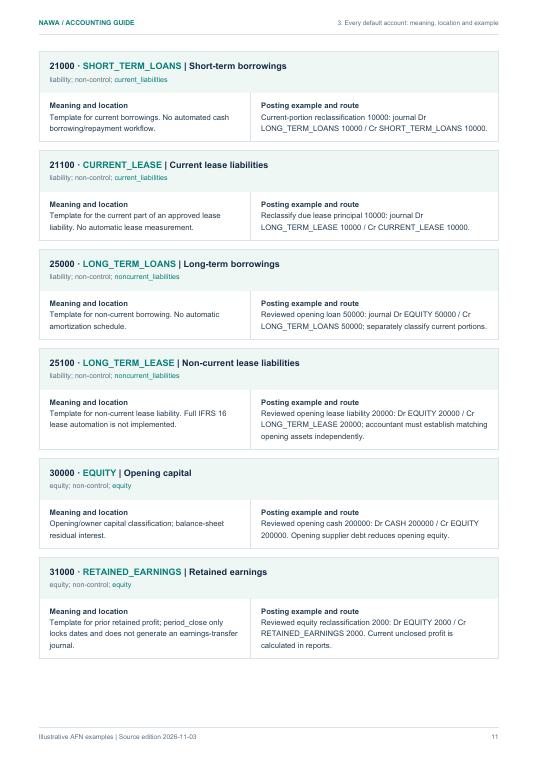 NAWA / ACCOUNTING GUIDE
3. Every default account: meaning, location and example
21000 · SHORT_TERM_LOANS | Short-term borrowings
liability; non-control; current_liabilities
Meaning and location
Template for current borrowings. No automated cash
borrowing/repayment workflow.
Posting example and route
Current-portion reclassification 10000: journal Dr
LONG_TERM_LOANS 10000 / Cr SHORT_TERM_LOANS 10000.
21100 · CURRENT_LEASE | Current lease liabilities
liability; non-control; current_liabilities
Meaning and location
Template for the current part of an approved lease
liability. No automatic lease measurement.
Posting example and route
Reclassify due lease principal 10000: journal Dr
LONG_TERM_LEASE 10000 / Cr CURRENT_LEASE 10000.
25000 · LONG_TERM_LOANS | Long-term borrowings
liability; non-control; noncurrent_liabilities
Meaning and location
Template for non-current borrowing. No automatic
amortization schedule.
Posting example and route
Reviewed opening loan 50000: journal Dr EQUITY 50000 / Cr
LONG_TERM_LOANS 50000; separately classify current portions.
25100 · LONG_TERM_LEASE | Non-current lease liabilities
liability; non-control; noncurrent_liabilities
Meaning and location
Template for non-current lease liability. Full IFRS 16
lease automation is not implemented.
Posting example and route
Reviewed opening lease liability 20000: Dr EQUITY 20000 / Cr
LONG_TERM_LEASE 20000; accountant must establish matching
opening assets independently.
30000 · EQUITY | Opening capital
equity; non-control; equity
Meaning and location
Opening/owner capital classification; balance-sheet
residual interest.
Posting example and route
Reviewed opening cash 200000: Dr CASH 200000 / Cr EQUITY
200000. Opening supplier debt reduces opening equity.
31000 · RETAINED_EARNINGS | Retained earnings
equity; non-control; equity
Meaning and location
Template for prior retained profit; period_close only
locks dates and does not generate an earnings-transfer
journal.
Posting example and route
Reviewed equity reclassification 2000: Dr EQUITY 2000 / Cr
RETAINED_EARNINGS 2000. Current unclosed profit is
calculated in reports.
Illustrative AFN examples | Source edition 2026-11-03
11